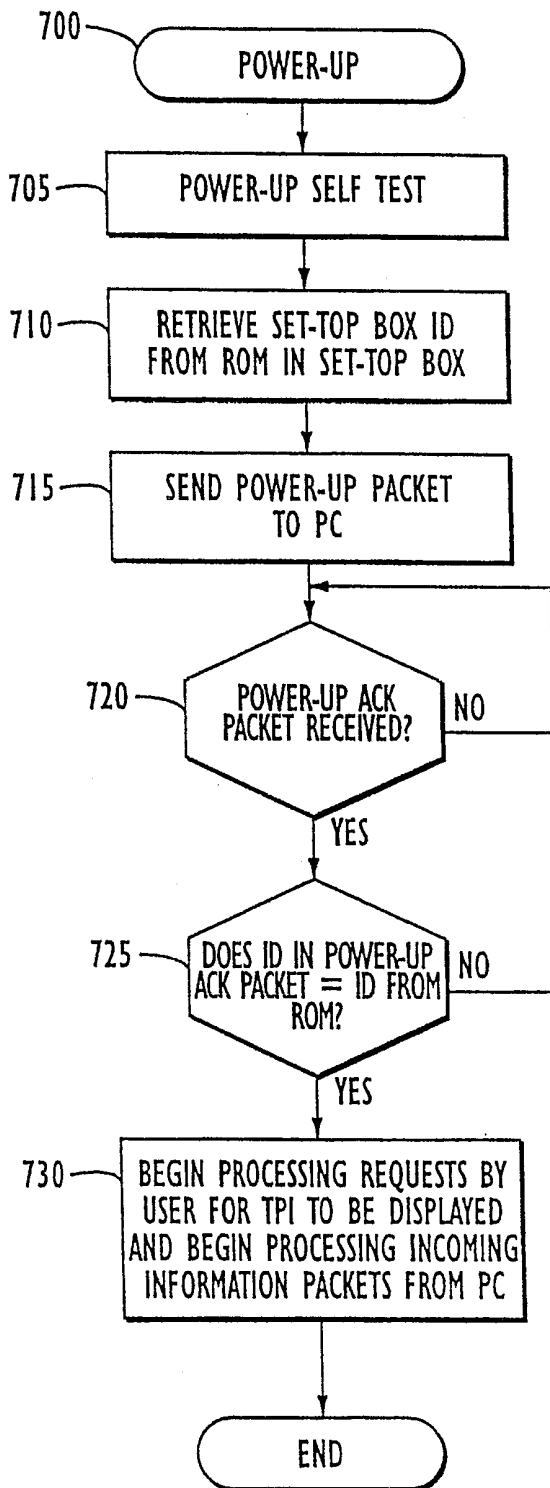 700
POWER-UP
705
POWER-UP SELF TEST
710
RETRIEVE SET-TOP BOX ID
FROM ROM IN SET-TOP BOX
715
SEND POWER-UP PACKET
TO PC
720
POWER-UP ACK
PACKET RECEIVED?
NO
YES
725
DOES ID IN POWER-UP
ACK PACKET = ID FROM
ROM?
NO
YES
730
BEGIN PROCESSING REQUESTS BY
USER FOR TPI TO BE DISPLAYED
AND BEGIN PROCESSING INCOMING
INFORMATION PACKETS FROM PC
END